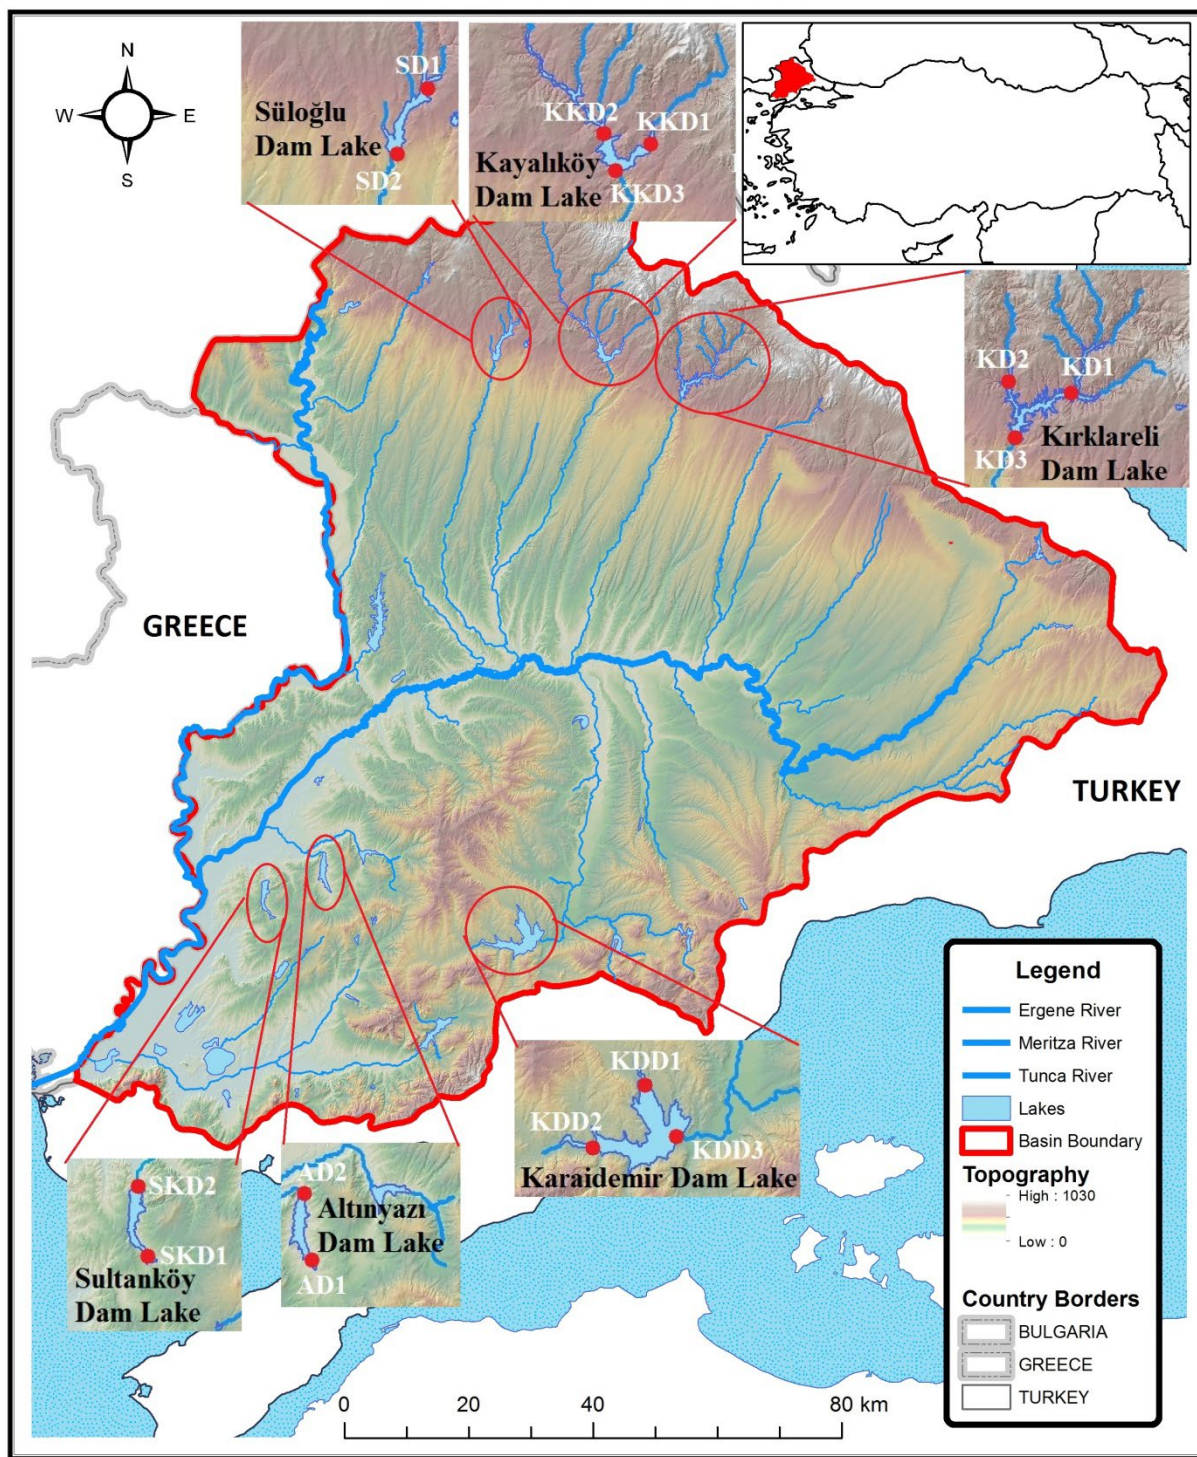 N
W
E
S
SD1
Süloğlu
Dam Lake
SD2
KKD2
KKD1
Kayalıköy
Dam Lake
KKD3
KD2
KD1
Kırklareli
KD3
Dam Lake
GREECE
TURKEY
KDD1
KDD2
KDD3
Karaidemir Dam Lake
SKD2
SKD1
Sultanköy
Dam Lake
AD2
Altınyazı
Dam Lake
AD1
Legend
Ergene River
Meritza River
Tunca River
Lakes
Basin Boundary
Topography
High : 1030
Low : 0
Country Borders
BULGARIA
GREECE
TURKEY
0 20 40 80 km